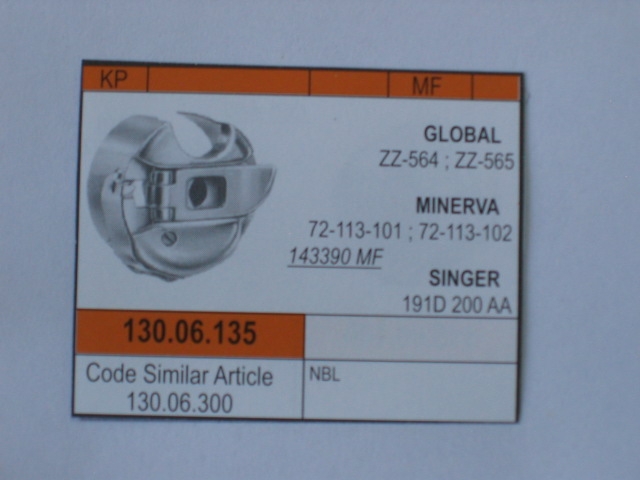 KP
MF
GLOBAL
ZZ-564 ; ZZ-565
MINERVA
72-113-101 ; 72-113-102
143390 MF
SINGER
191D 200 AA
130.06.135
Code Similar Article
130.06.300
NBL